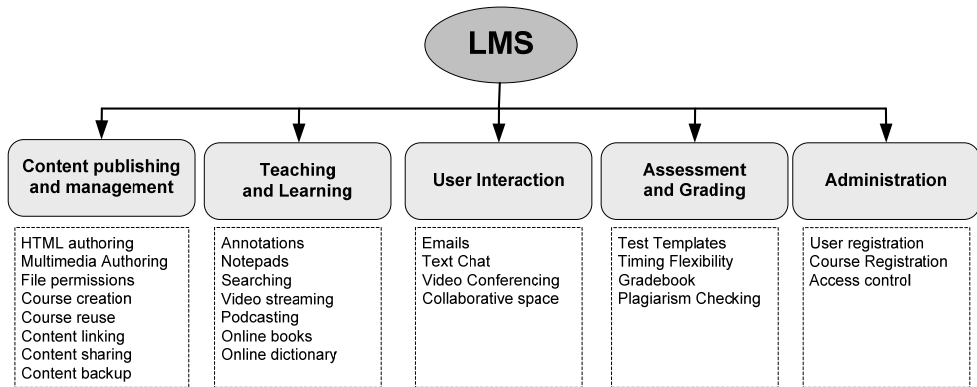 LMS
Content publishing
and management
Teaching
and Learning
User Interaction
Assessment
and Grading
Administration
HTML authoring
Multimedia Authoring
File permissions
Course creation
Course reuse
Content linking
Content sharing
Content backup
Annotations
Notepads
Searching
Video streaming
Podcasting
Online books
Online dictionary
Emails
Text Chat
Video Conferencing
Collaborative space
Test Templates
Timing Flexibility
Gradebook
Plagiarism Checking
User registration
Course Registration
Access control